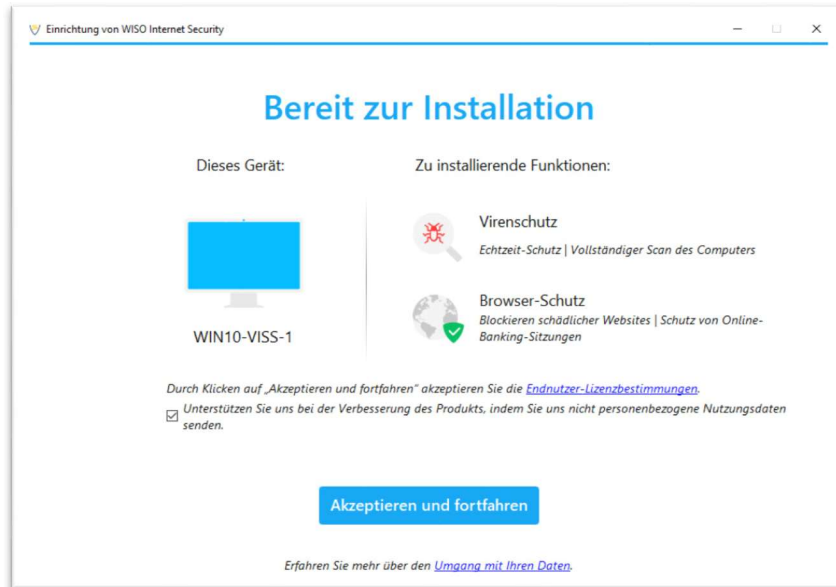 Einrichtung von WISO Internet Security
Bereit zur Installation
Dieses Gerät:
WIN10-VISS-1
Zu installierende Funktionen:
Virenschutz
Echtzeit-Schutz | Vollständiger Scan des Computers
Browser-Schutz
Blockieren schädlicher Websites | Schutz von Online-
Banking-Sitzungen
Durch Klicken auf „Akzeptieren und fortfahren“ akzeptieren Sie die Endnutzer-Lizenzbestimmungen.
Unterstützen Sie uns bei der Verbesserung des Produkts, indem Sie uns nicht personenbezogene Nutzungsdaten
senden.
Akzeptieren und fortfahren
Erfahren Sie mehr über den Umgang mit Ihren Daten.